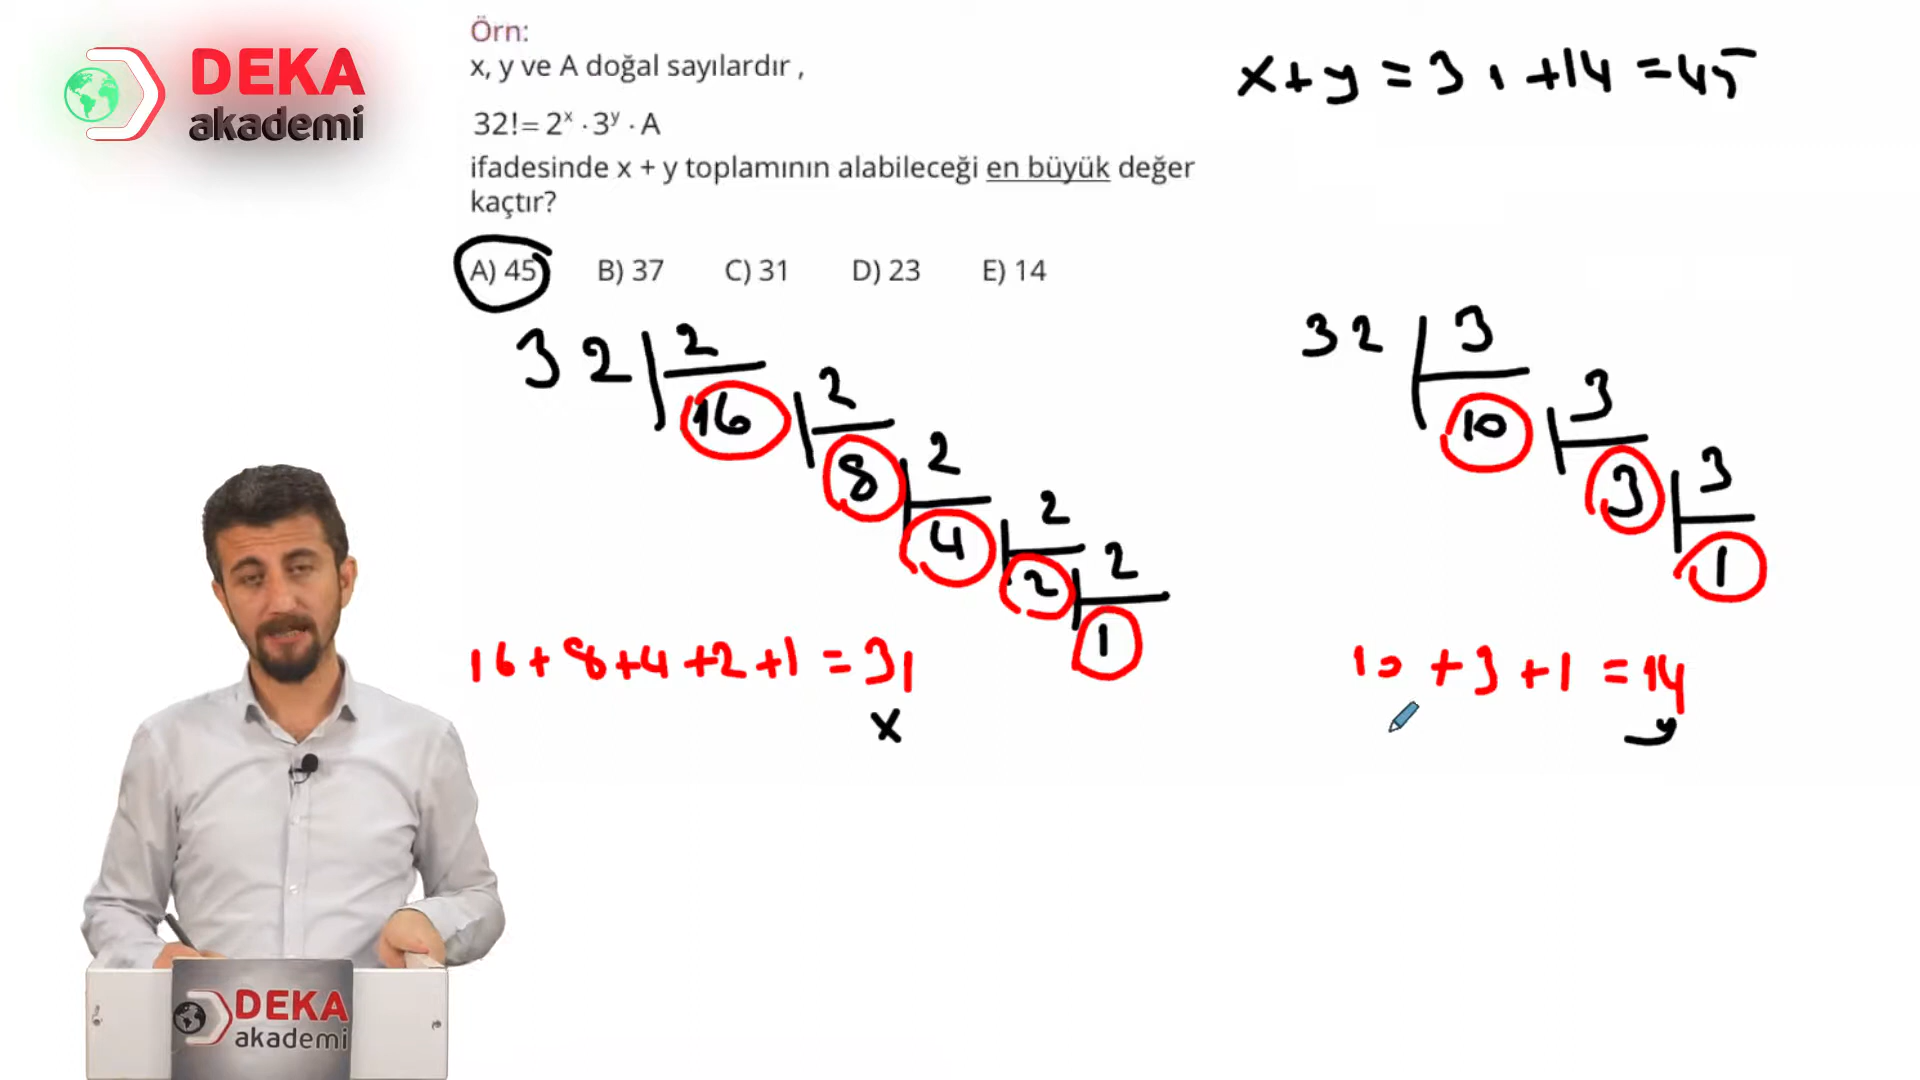 DEKA
akademi
Örn:
x, y ve A doğal sayılardır ,
32!= 2ˣ · 3ʸ · A
ifadesinde x + y toplamının alabileceği en büyük değer
kaçtır?
A) 45 B) 37 C) 31 D) 23 E) 14
x+y = 31 +14 = 45
32 2
16 2
8 2
4 2
2 2
1
16+8+4+2+1 = 31
x
32 3
10 3
3 3
1
10 +3 +1 = 14
y
DEKA
akademi